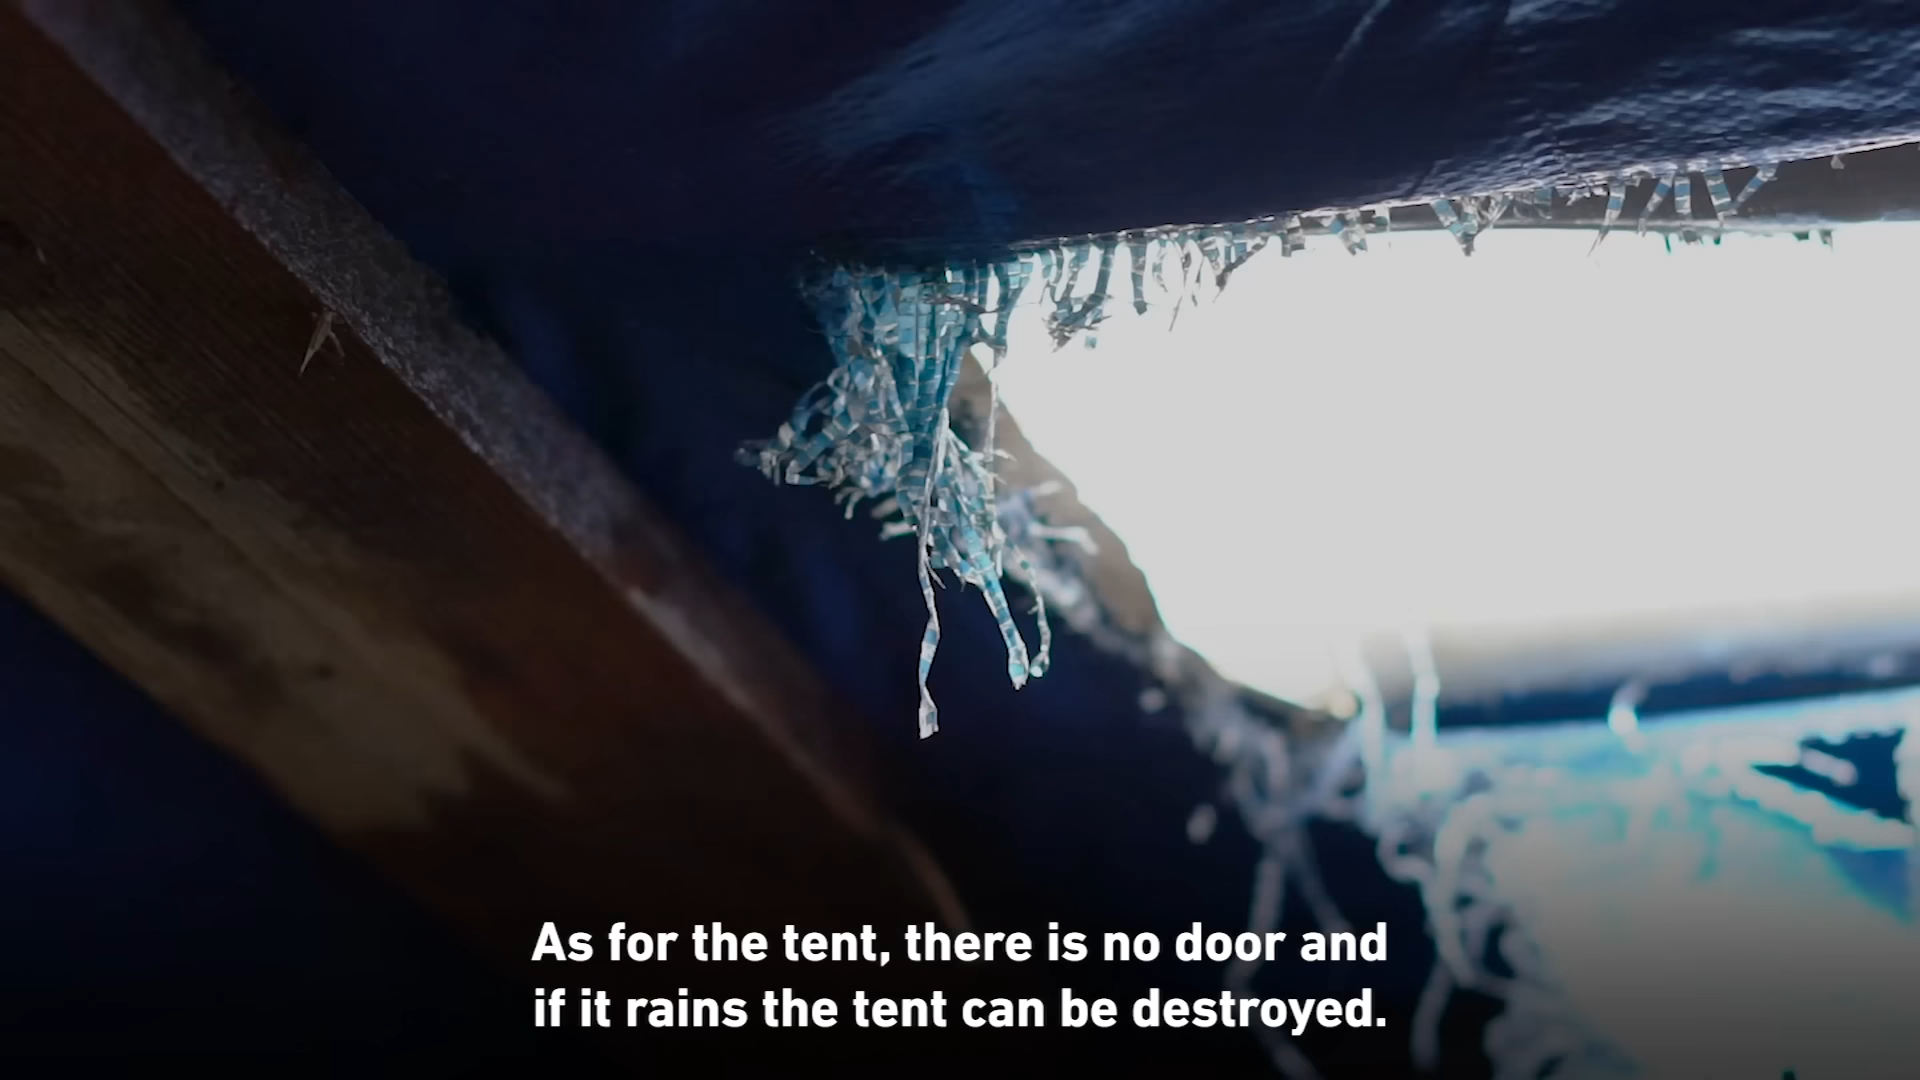 As for the tent, there is no door and
if it rains the tent can be destroyed.